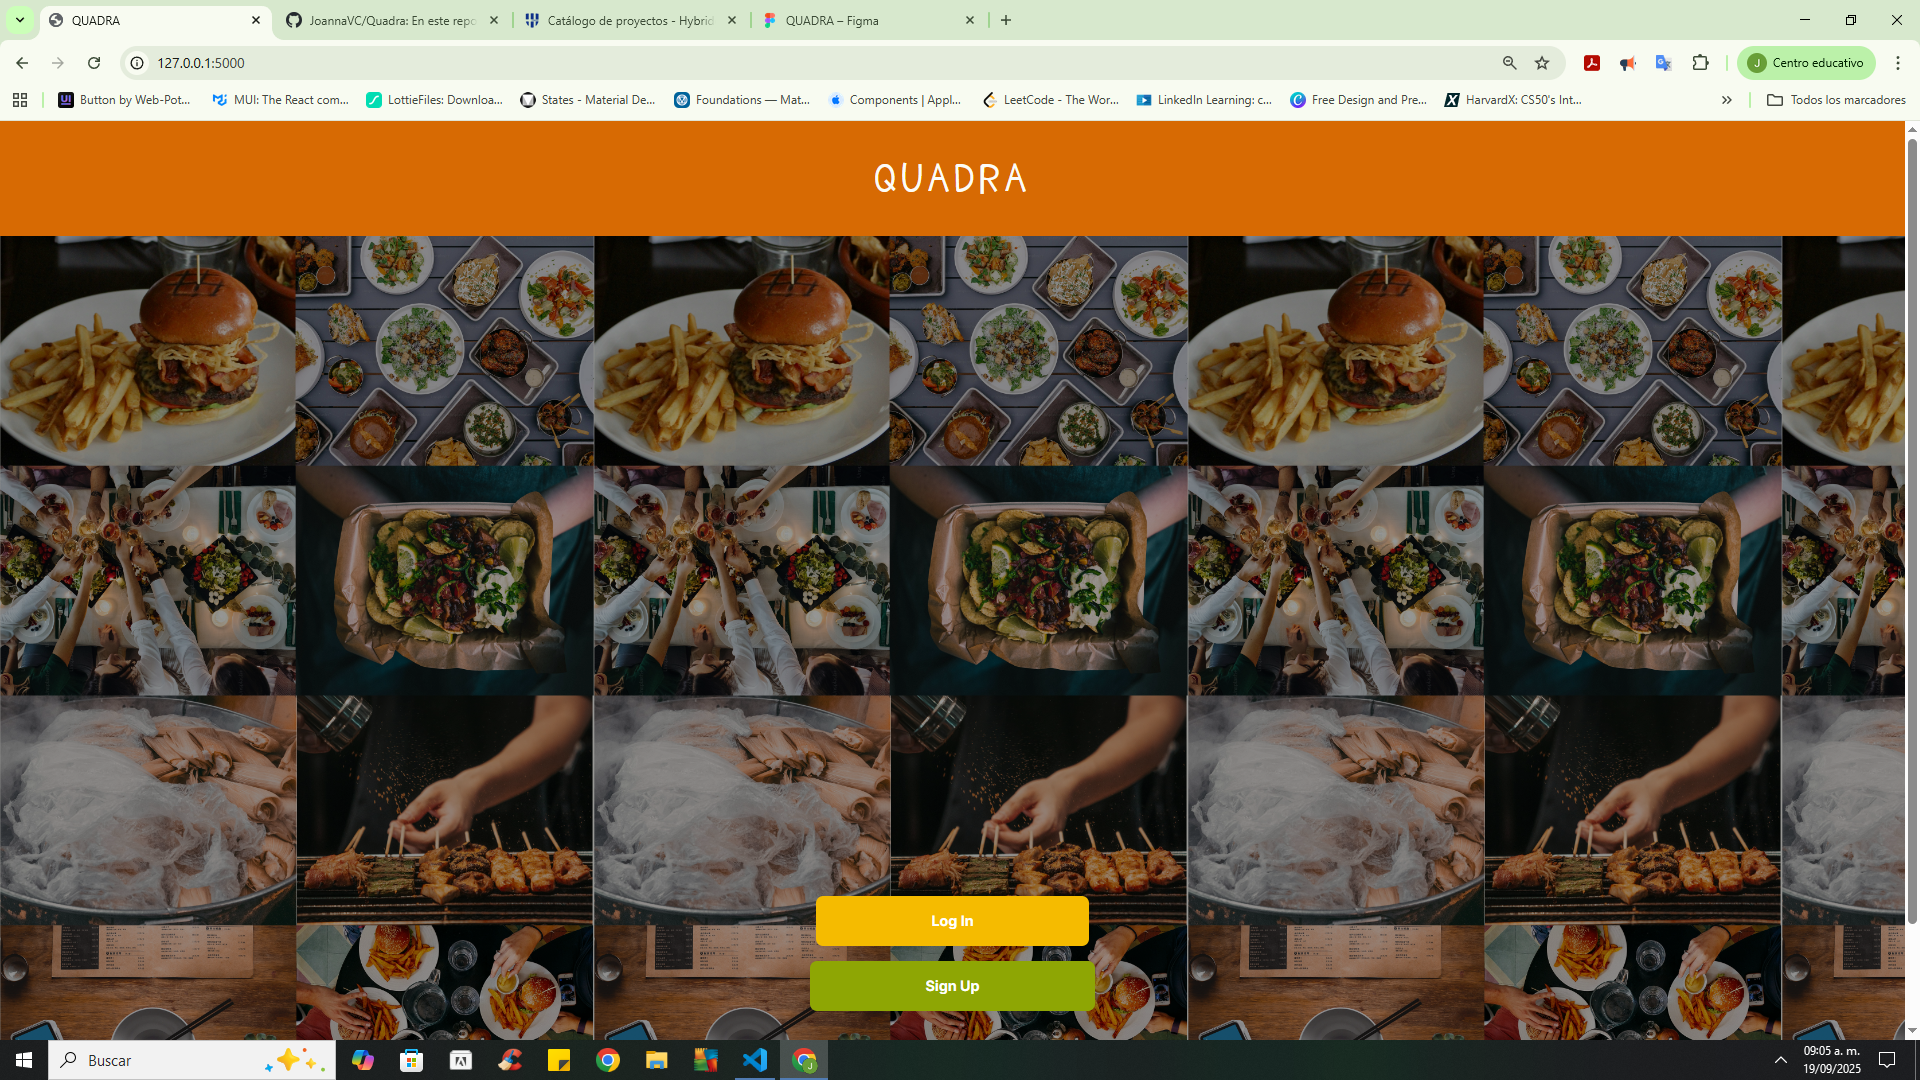 QUADRA
JoannaVC/Quadra: En este repo
Catálogo de proyectos - Hybrid
QUADRA – Figma
127.0.0.1:5000
J Centro educativo
Button by Web-Pot...
MUI: The React com...
LottieFiles: Downloa...
States - Material De...
Foundations — Mat...
Components | Appl...
LeetCode - The Wor...
LinkedIn Learning: c...
Free Design and Pre...
HarvardX: CS50's Int...
Todos los marcadores
QUADRA
Log In
Sign Up
Buscar
09:05 a. m.
19/09/2025